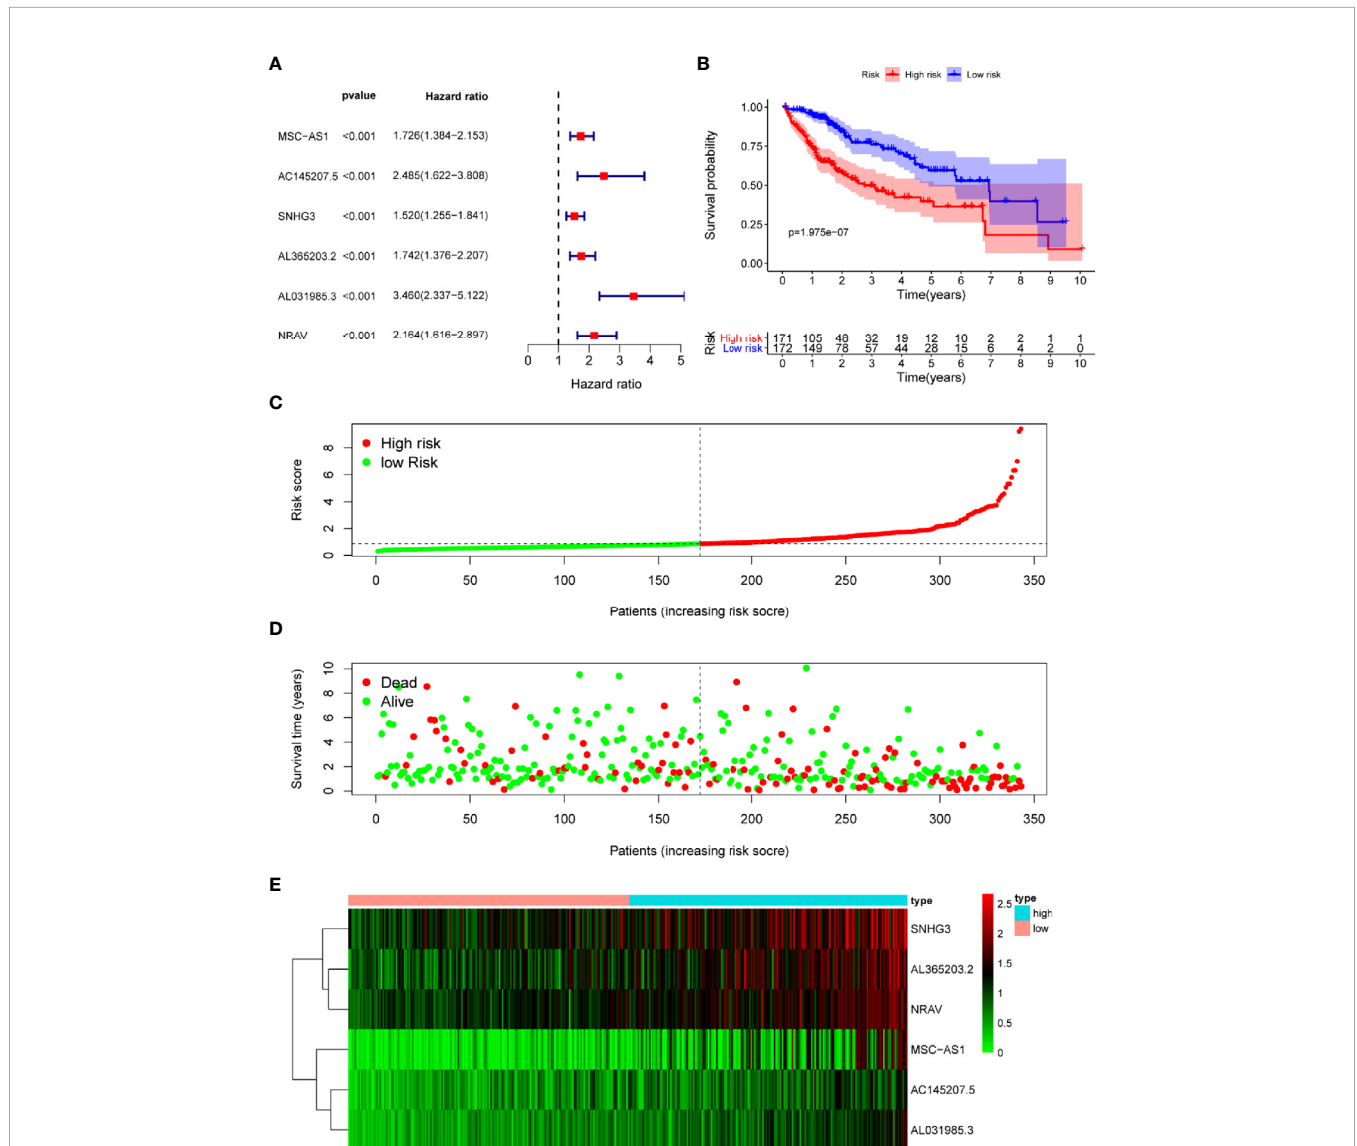 A
pvalue Hazard ratio
MSC−AS1 <0.001 1.726(1.384−2.153)
AC145207.5 <0.001 2.485(1.622−3.808)
SNHG3 <0.001 1.520(1.255−1.841)
AL365203.2 <0.001 1.742(1.376−2.207)
AL031985.3 <0.001 3.460(2.337−5.122)
NRAV <0.001 2.164(1.616−2.897)
0 1 2 3 4 5
Hazard ratio
B
Risk High risk Low risk
1.00
0.75
0.50
0.25
0.00
Survival probability
p=1.975e−07
0 1 2 3 4 5 6 7 8 9 10
Time(years)
Risk
High risk 171 105 48 32 19 12 10 2 2 1 1
Low risk 172 149 78 57 44 28 15 6 4 2 0
0 1 2 3 4 5 6 7 8 9 10
Time(years)
C
Risk score
8
6
4
2
0
High risk
low Risk
0 50 100 150 200 250 300 350
Patients (increasing risk socre)
D
Survival time (years)
10
8
6
4
2
0
Dead
Alive
0 50 100 150 200 250 300 350
Patients (increasing risk socre)
E
type
SNHG3
AL365203.2
NRAV
MSC−AS1
AC145207.5
AL031985.3
2.5
2
1.5
1
0.5
0
type
high
low